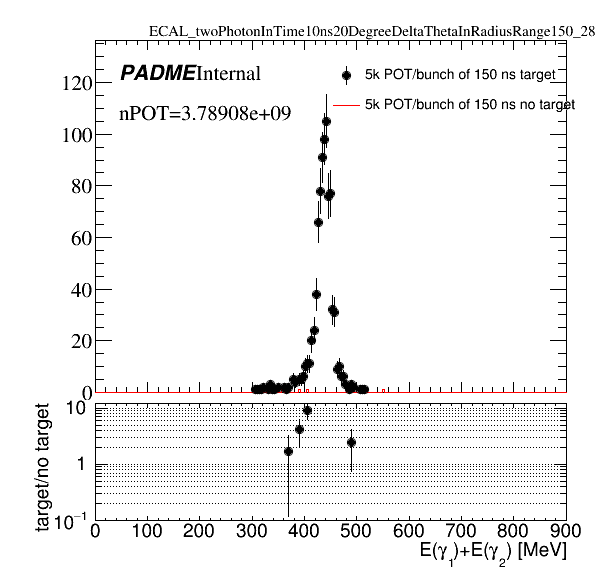 ECAL_twoPhotonInTime10ns20DegreeDeltaThetaInRadiusRange150_28
PADME Internal
5k POT/bunch of 150 ns target
5k POT/bunch of 150 ns no target
nPOT=3.78908e+09
120
100
80
60
40
20
0
target/no target
10
1
10⁻¹
0 100 200 300 400 500 600 700 800 900
E(γ₁)+E(γ₂) [MeV]